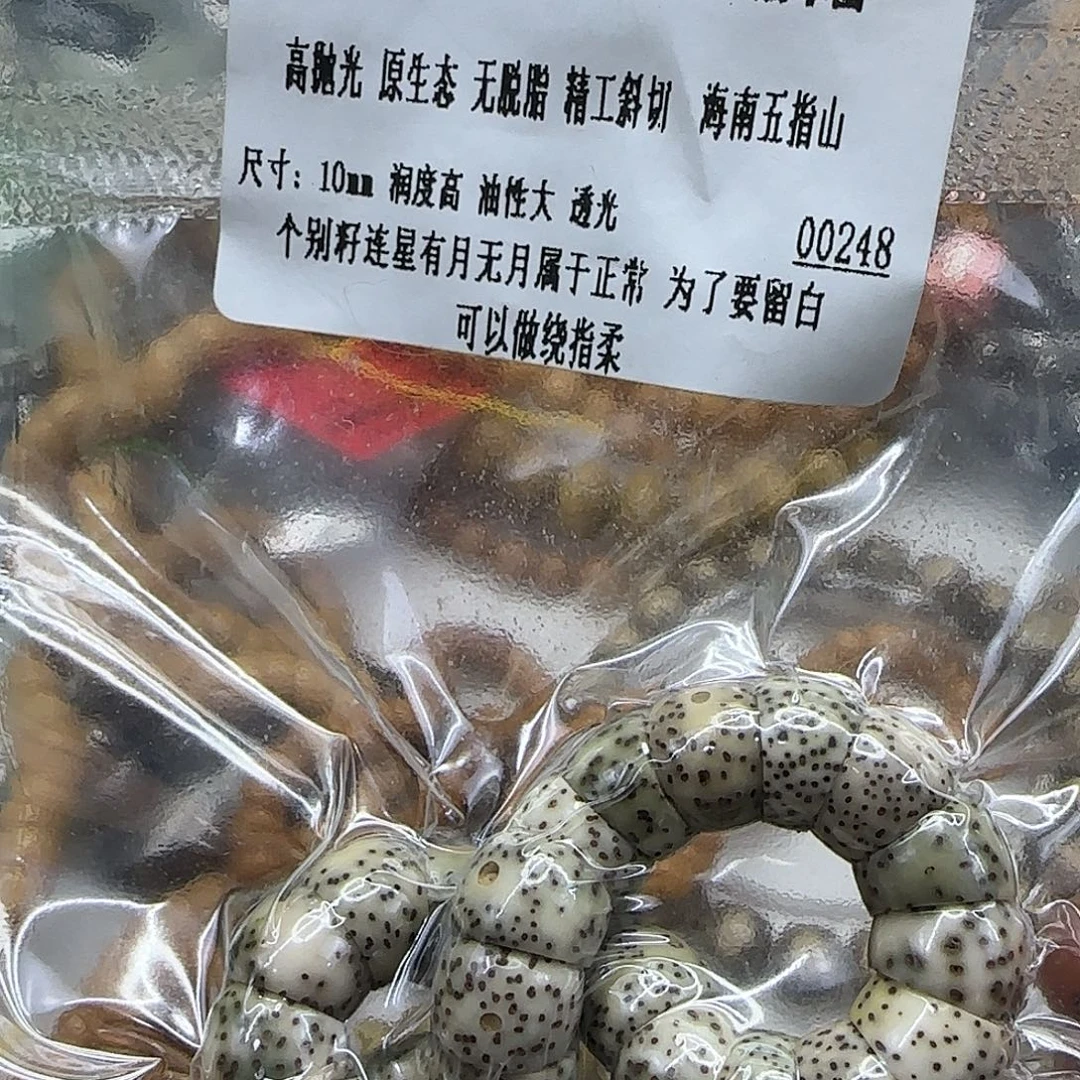 高抛光 原生态 无脱脂 精工斜切 海南五指山
尺寸：10mm 润度高 油性大 透光
00248
个别籽连星有月无月属于正常 为了要留白
可以做绕指柔